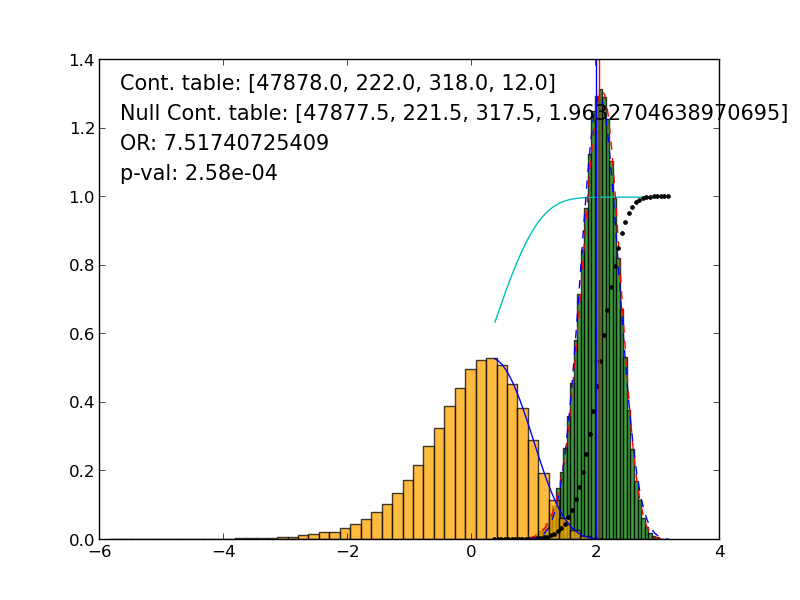 Cont. table: [47878.0, 222.0, 318.0, 12.0]
Null Cont. table: [47877.5, 221.5, 317.5, 1.9632704638970695]
OR: 7.51740725409
p-val: 2.58e-04
1.4
1.2
1.0
0.8
0.6
0.4
0.2
0.0
−6 −4 −2 0 2 4